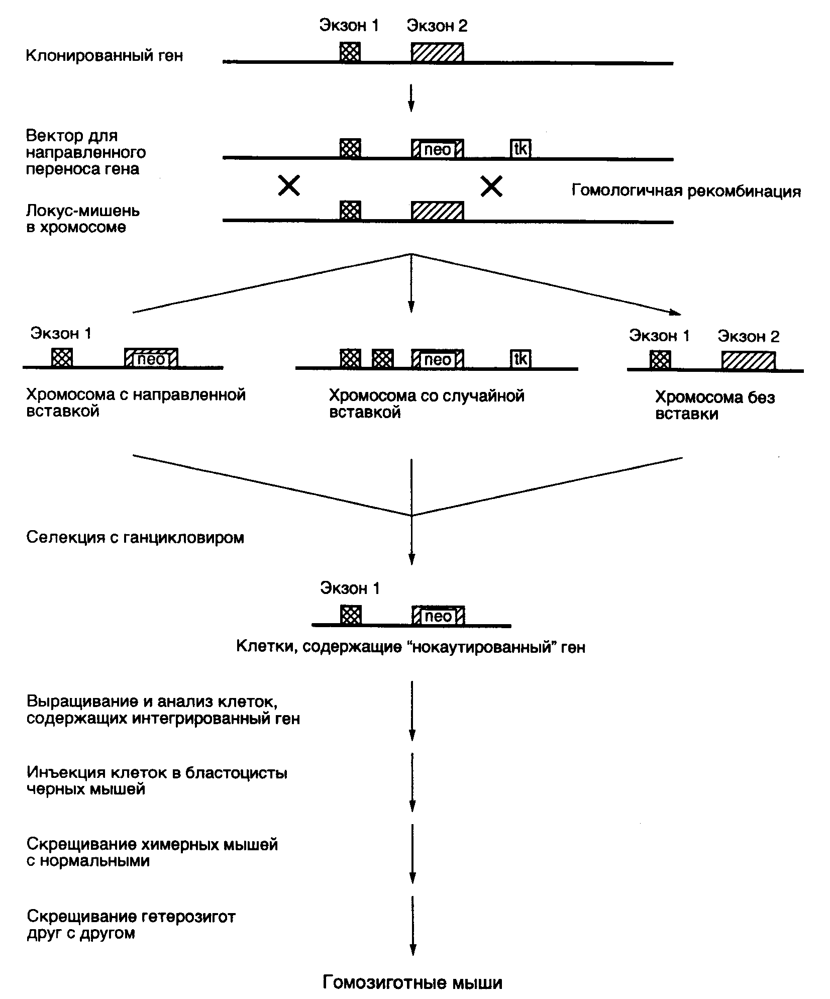 Экзон 1 Экзон 2
Клонированный ген
Вектор для
направленного
переноса гена
neo tk
Гомологичная рекомбинация
Локус-мишень
в хромосоме
Экзон 1
neo
Хромосома с направленной
вставкой
neo tk
Хромосома со случайной
вставкой
Экзон 1 Экзон 2
Хромосома без
вставки
Селекция с ганцикловиром
Экзон 1
neo
Клетки, содержащие “нокаутированный” ген
Выращивание и анализ клеток,
содержащих интегрированный ген
Инъекция клеток в бластоцисты
черных мышей
Скрещивание химерных мышей
с нормальными
Скрещивание гетерозигот
друг с другом
Гомозиготные мыши